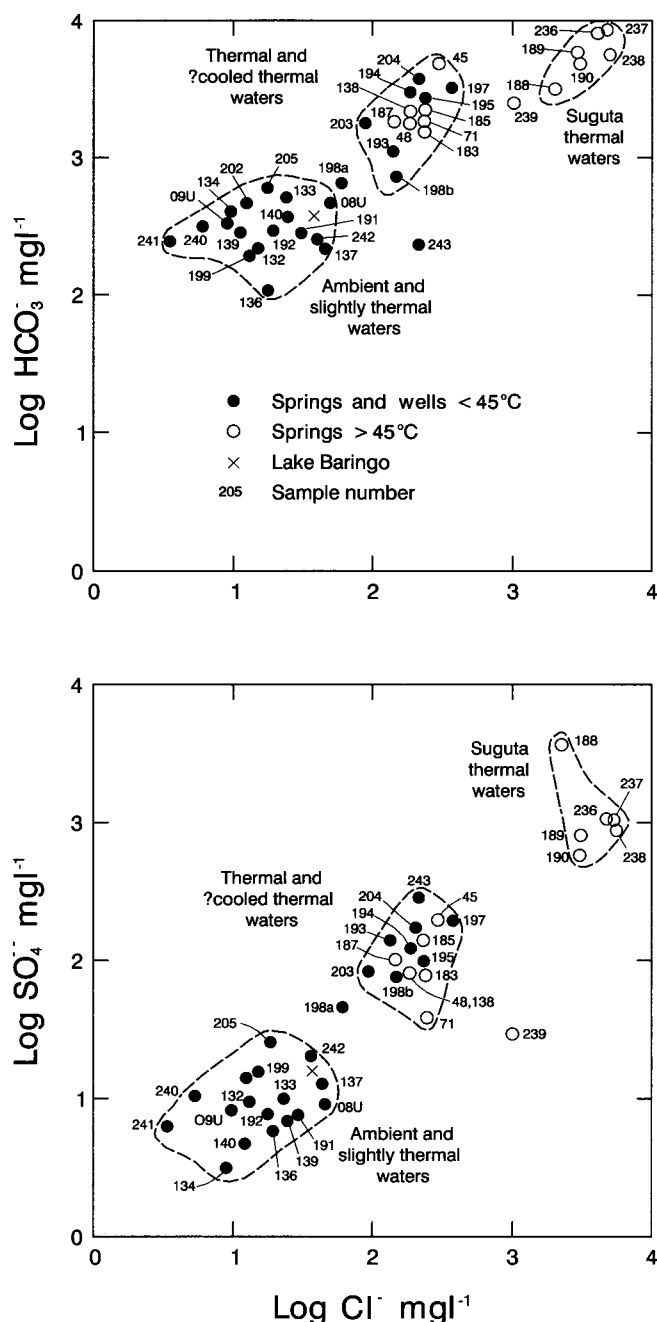 4
3
2
1
0
0
1
2
3
4
Log HCO₃⁻ mgl⁻¹
Thermal and
?cooled thermal
waters
Suguta
thermal
waters
Ambient and
slightly thermal
waters
236
237
189
238
190
188
239
45
204
194
138
197
195
187
185
203
71
48
183
193
198b
198a
205
202
134
133
08U
09U
140
191
241
240
139
192
242
132
137
199
136
243
Springs and wells < 45°C
Springs > 45°C
Lake Baringo
205 Sample number
4
3
2
1
0
0
1
2
3
4
Log SO₄⁻⁻ mgl⁻¹
Log Cl⁻ mgl⁻¹
Suguta
thermal
waters
188
237
236
189
190
238
Thermal and
?cooled thermal
waters
243
204
45
194
197
193
185
187
195
203
183
198b
48,138
71
239
198a
205
242
199
137
240
133
132
241
O9U
192
08U
140
191
139
136
134
Ambient and
slightly thermal
waters